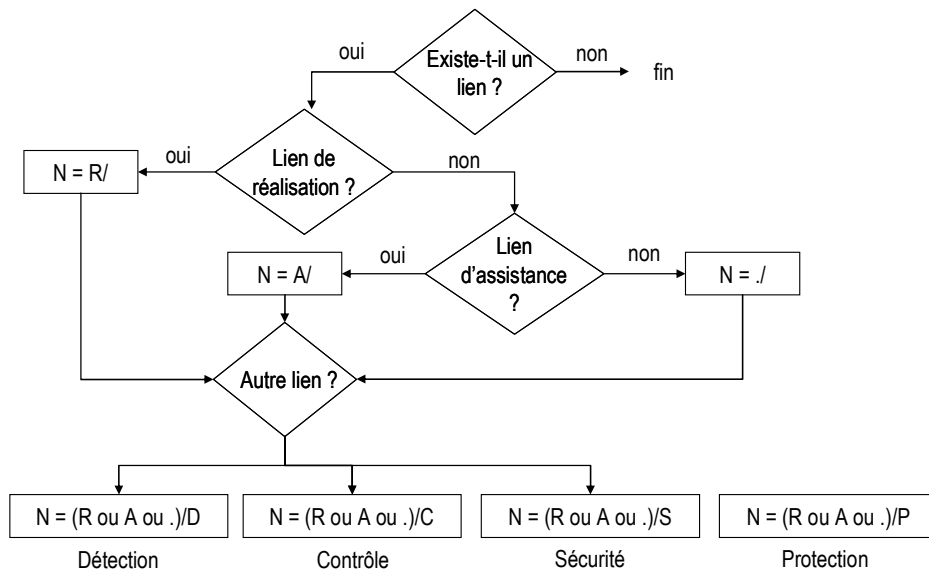 Existe-t-il un
lien ?
oui
non
fin
Lien de
réalisation ?
oui
non
N = R/
Lien
d'assistance
?
oui
non
N = A/
N = ./
Autre lien ?
N = (R ou A ou .)/D
N = (R ou A ou .)/C
N = (R ou A ou .)/S
N = (R ou A ou .)/P
Détection
Contrôle
Sécurité
Protection